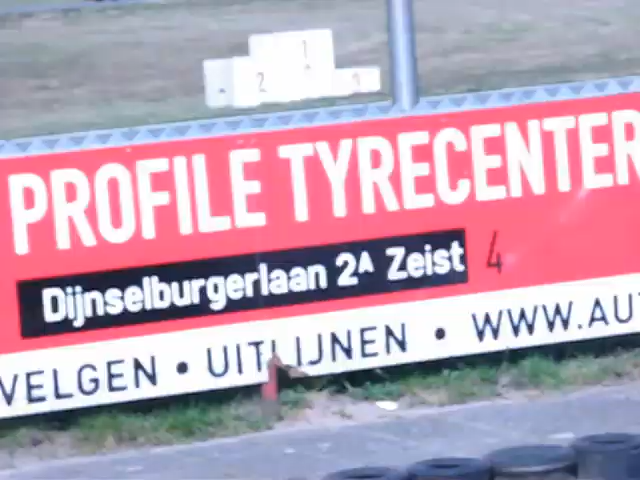 1
2 3
PROFILE TYRECENTER
Dijnselburgerlaan 2A Zeist 4
VELGEN • UITLIJNEN • WWW.AU